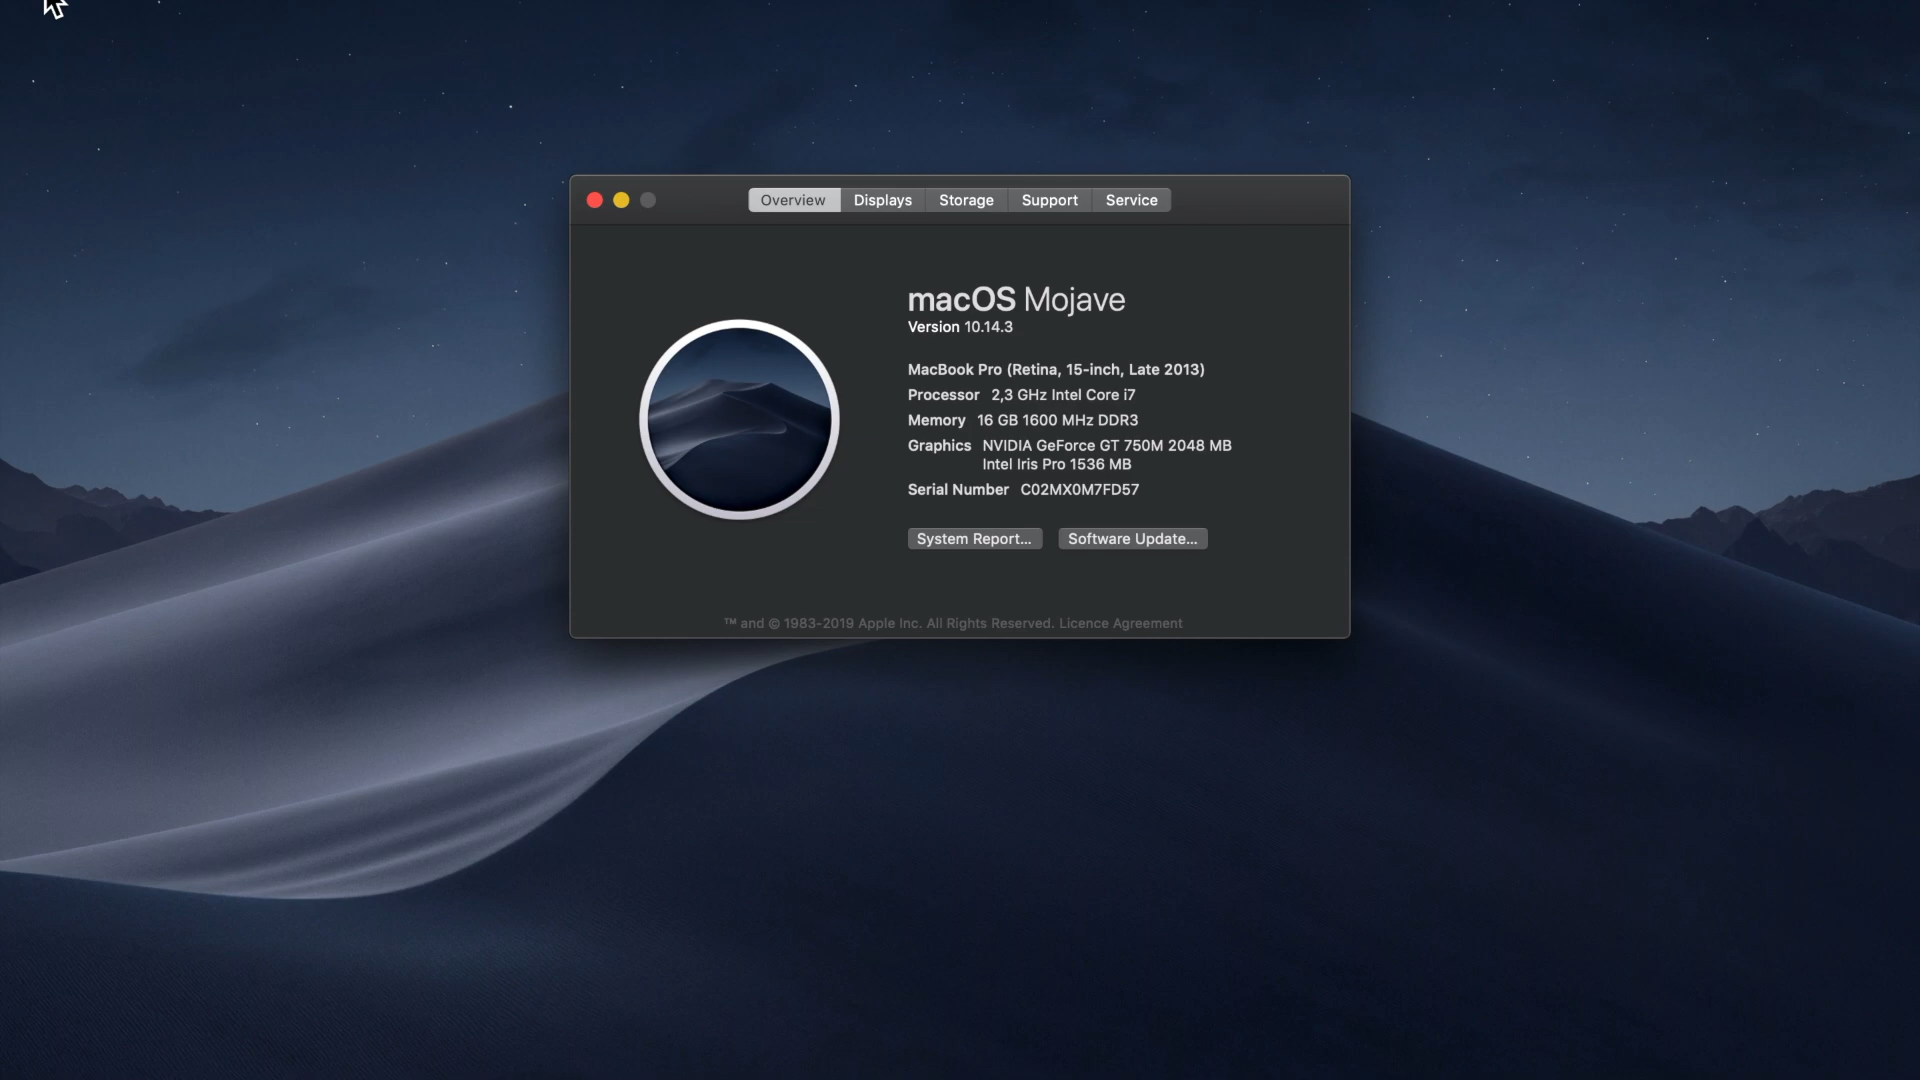 Overview Displays Storage Support Service
macOS Mojave
Version 10.14.3
MacBook Pro (Retina, 15-inch, Late 2013)
Processor 2,3 GHz Intel Core i7
Memory 16 GB 1600 MHz DDR3
Graphics NVIDIA GeForce GT 750M 2048 MB
Intel Iris Pro 1536 MB
Serial Number C02MX0M7FD57
System Report... Software Update...
™ and © 1983-2019 Apple Inc. All Rights Reserved. Licence Agreement